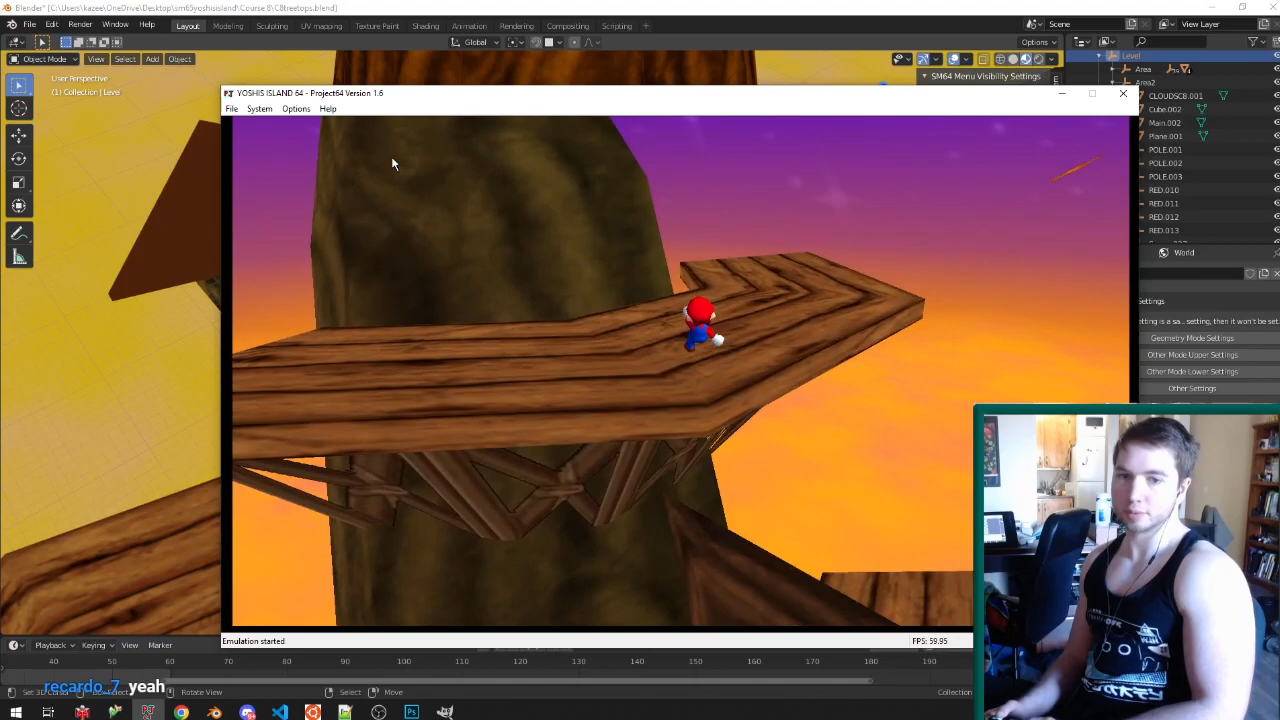 Blender* [C:\Users\kazee\OneDrive\Desktop\sm65yoshisisland\Course 8\C8treetops.blend]
File Edit Render Window Help Layout Modeling Sculpting UV mapping Texture Paint Shading Animation Rendering Compositing Scripting + Scene View Layer
Global Options
Object Mode View Select Add Object
User Perspective
(1) Collection | Level
SM64 Menu Visibility Settings
Level
Area
Area2
CLOUDSC8.001
Cube.002
Main.002
Plane.001
POLE.001
POLE.002
POLE.003
RED.010
RED.011
RED.012
RED.013
World
YOSHIS ISLAND 64 - Project64 Version 1.6
File System Options Help
Geometry Mode Settings
Other Mode Upper Settings
Other Mode Lower Settings
Other Settings
Emulation started
FPS: 59.95
Playback Keying View Marker
40 50 60 70 80 90 100 110 120 130 140 150 160 170 180 190
recardo_7 yeah
Rotate View Select Move